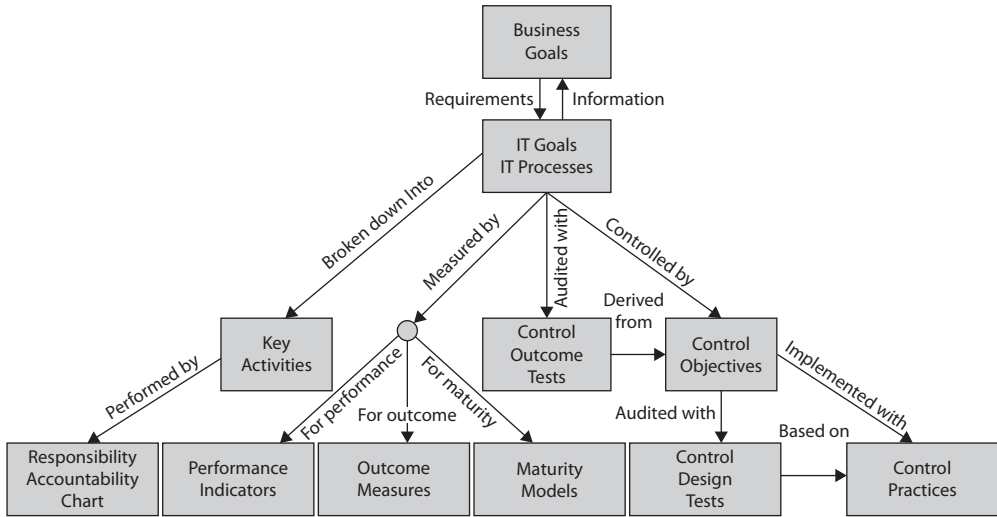 Business
Goals
Requirements
Information
IT Goals
IT Processes
Broken down Into
Measured by
Audited with
Controlled by
Derived
from
Key
Activities
Control
Outcome
Tests
Control
Objectives
Performed by
For performance
For outcome
For maturity
Audited with
Implemented with
Based on
Responsibility
Accountability
Chart
Performance
Indicators
Outcome
Measures
Maturity
Models
Control
Design
Tests
Control
Practices